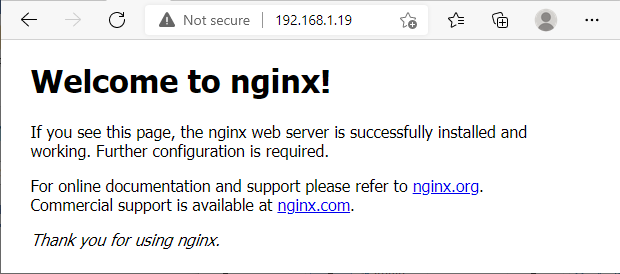 Not secure | 192.168.1.19
Welcome to nginx!
If you see this page, the nginx web server is successfully installed and
working. Further configuration is required.
For online documentation and support please refer to nginx.org.
Commercial support is available at nginx.com.
Thank you for using nginx.